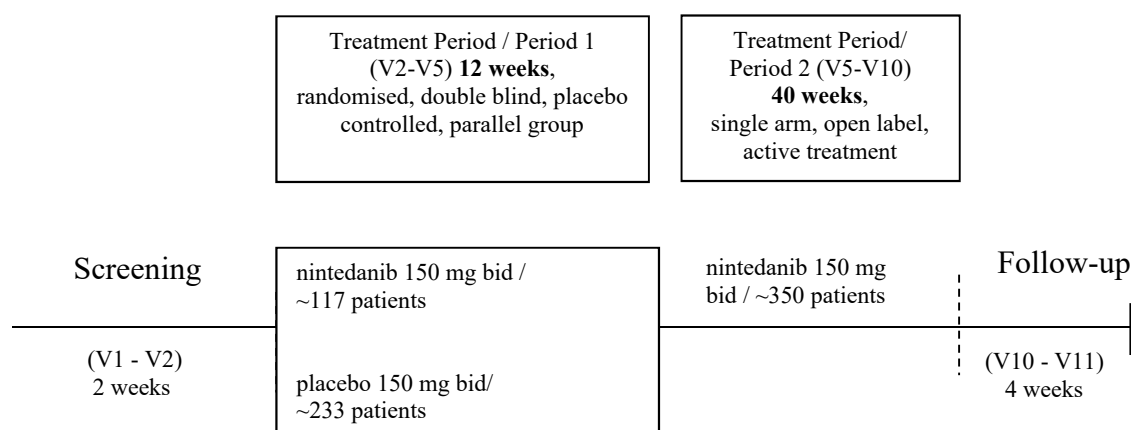 Treatment Period / Period 1
(V2-V5) 12 weeks,
randomised, double blind, placebo
controlled, parallel group
Treatment Period/
Period 2 (V5-V10)
40 weeks,
single arm, open label,
active treatment
Screening
nintedanib 150 mg bid /
~117 patients
nintedanib 150 mg
bid / ~350 patients
Follow-up
(V1 - V2)
2 weeks
placebo 150 mg bid/
~233 patients
(V10 - V11)
4 weeks